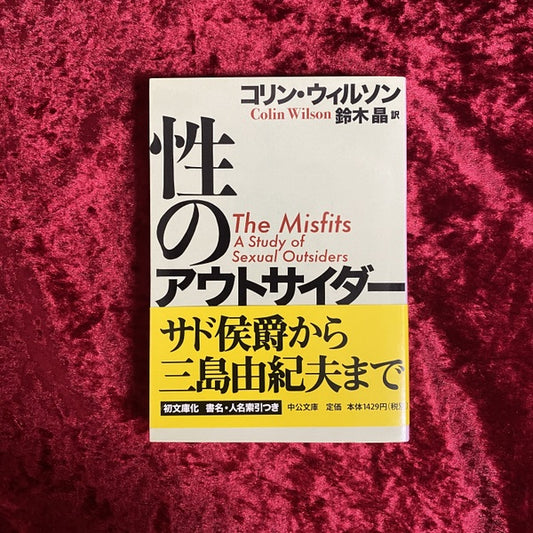 コリン・ウィルソン
Colin Wilson 鈴木 晶 訳
性の
The Misfits
A Study of
Sexual Outsiders
アウトサイダー
サド侯爵から
三島由紀夫まで
初文庫化 書名・人名索引つき 中公文庫 定価 本体1429円(税別